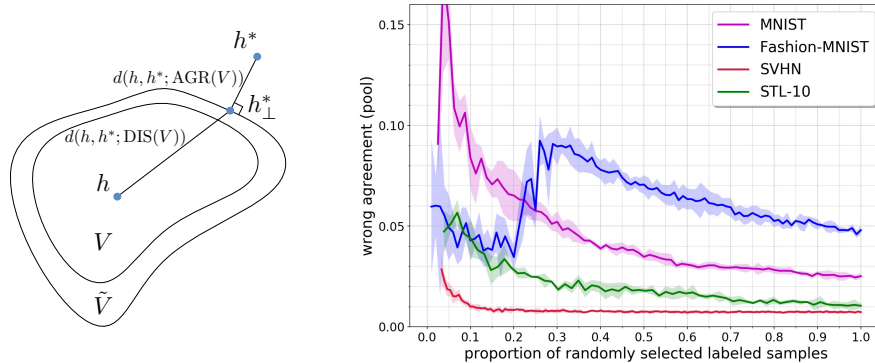 h*
d(h, h*; AGR(V))
h*⊥
d(h, h*; DIS(V))
h
V
Ṽ
wrong agreement (pool)
0.15
0.10
0.05
0.00
MNIST
Fashion-MNIST
SVHN
STL-10
0.0 0.1 0.2 0.3 0.4 0.5 0.6 0.7 0.8 0.9 1.0
proportion of randomly selected labeled samples